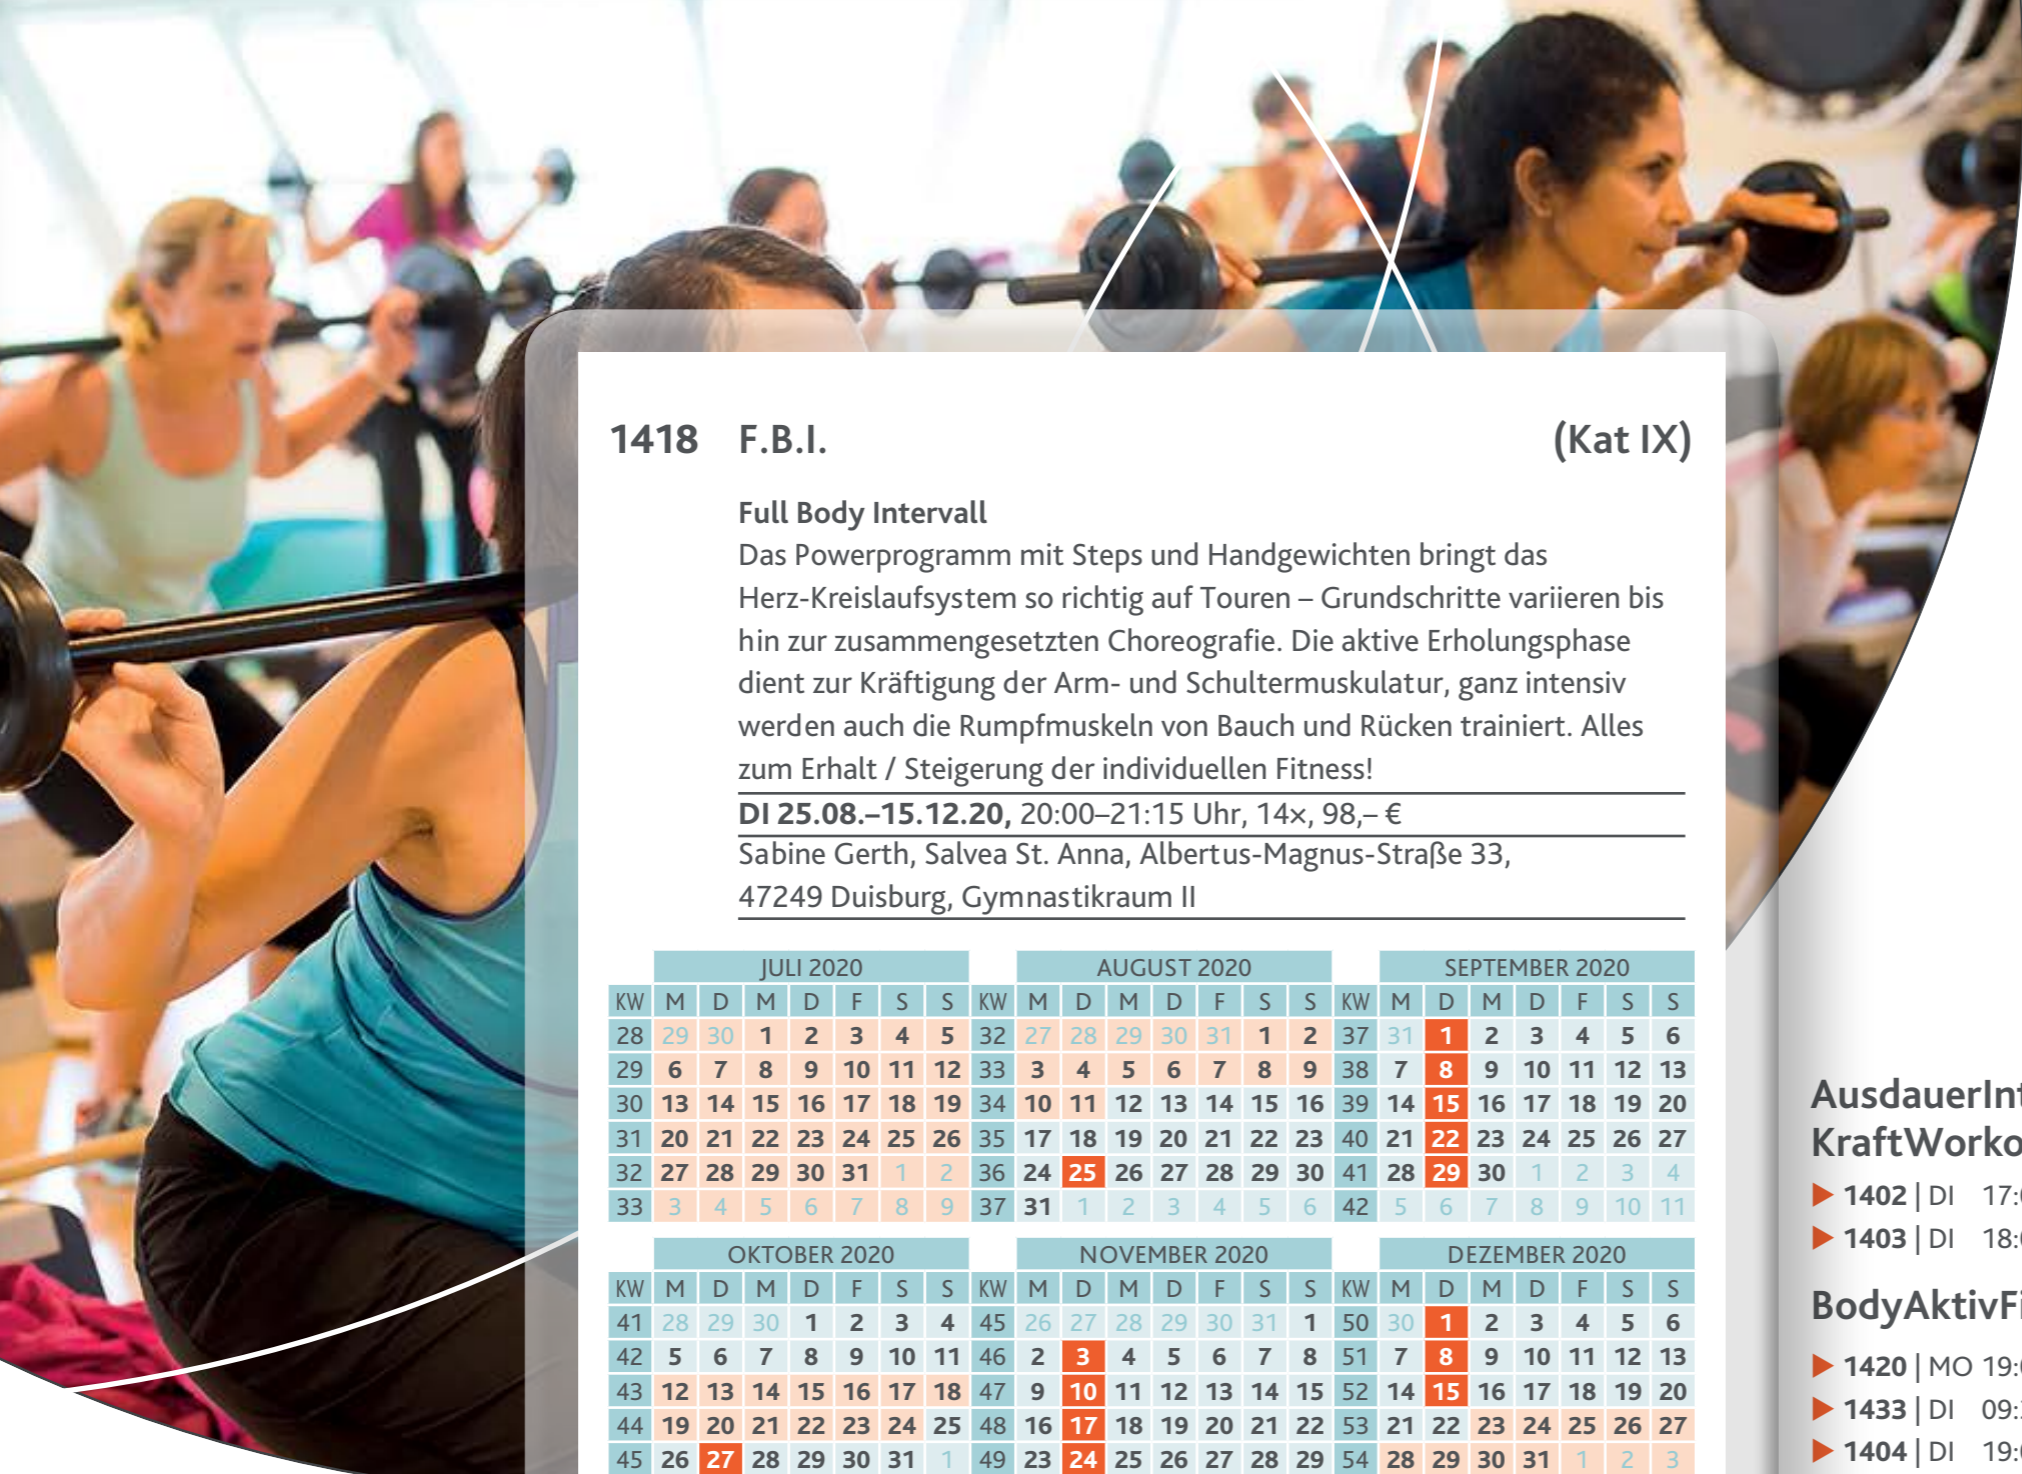 1418 F.B.I. (Kat IX)
Full Body Intervall
Das Powerprogramm mit Steps und Handgewichten bringt das
Herz-Kreislaufsystem so richtig auf Touren – Grundschritte variieren bis
hin zur zusammengesetzten Choreografie. Die aktive Erholungsphase
dient zur Kräftigung der Arm- und Schultermuskulatur, ganz intensiv
werden auch die Rumpfmuskeln von Bauch und Rücken trainiert. Alles
zum Erhalt / Steigerung der individuellen Fitness!
DI 25.08.–15.12.20, 20:00–21:15 Uhr, 14×, 98,– €
Sabine Gerth, Salvea St. Anna, Albertus-Magnus-Straße 33,
47249 Duisburg, Gymnastikraum II
JULI 2020 AUGUST 2020 SEPTEMBER 2020
KW M D M D F S S KW M D M D F S S KW M D M D F S S
28 29 30 1 2 3 4 5 32 27 28 29 30 31 1 2 37 31 1 2 3 4 5 6
29 6 7 8 9 10 11 12 33 3 4 5 6 7 8 9 38 7 8 9 10 11 12 13
30 13 14 15 16 17 18 19 34 10 11 12 13 14 15 16 39 14 15 16 17 18 19 20
31 20 21 22 23 24 25 26 35 17 18 19 20 21 22 23 40 21 22 23 24 25 26 27
32 27 28 29 30 31 1 2 36 24 25 26 27 28 29 30 41 28 29 30 1 2 3 4
33 3 4 5 6 7 8 9 37 31 1 2 3 4 5 6 42 5 6 7 8 9 10 11
OKTOBER 2020 NOVEMBER 2020 DEZEMBER 2020
KW M D M D F S S KW M D M D F S S KW M D M D F S S
41 28 29 30 1 2 3 4 45 26 27 28 29 30 31 1 50 30 1 2 3 4 5 6
42 5 6 7 8 9 10 11 46 2 3 4 5 6 7 8 51 7 8 9 10 11 12 13
43 12 13 14 15 16 17 18 47 9 10 11 12 13 14 15 52 14 15 16 17 18 19 20
44 19 20 21 22 23 24 25 48 16 17 18 19 20 21 22 53 21 22 23 24 25 26 27
45 26 27 28 29 30 31 1 49 23 24 25 26 27 28 29 54 28 29 30 31 1 2 3
AusdauerInt
KraftWorko
▶ 1402 | DI 17:0
▶ 1403 | DI 18:0
BodyAktivFi
▶ 1420 | MO 19:0
▶ 1433 | DI 09:
▶ 1404 | DI 19:0